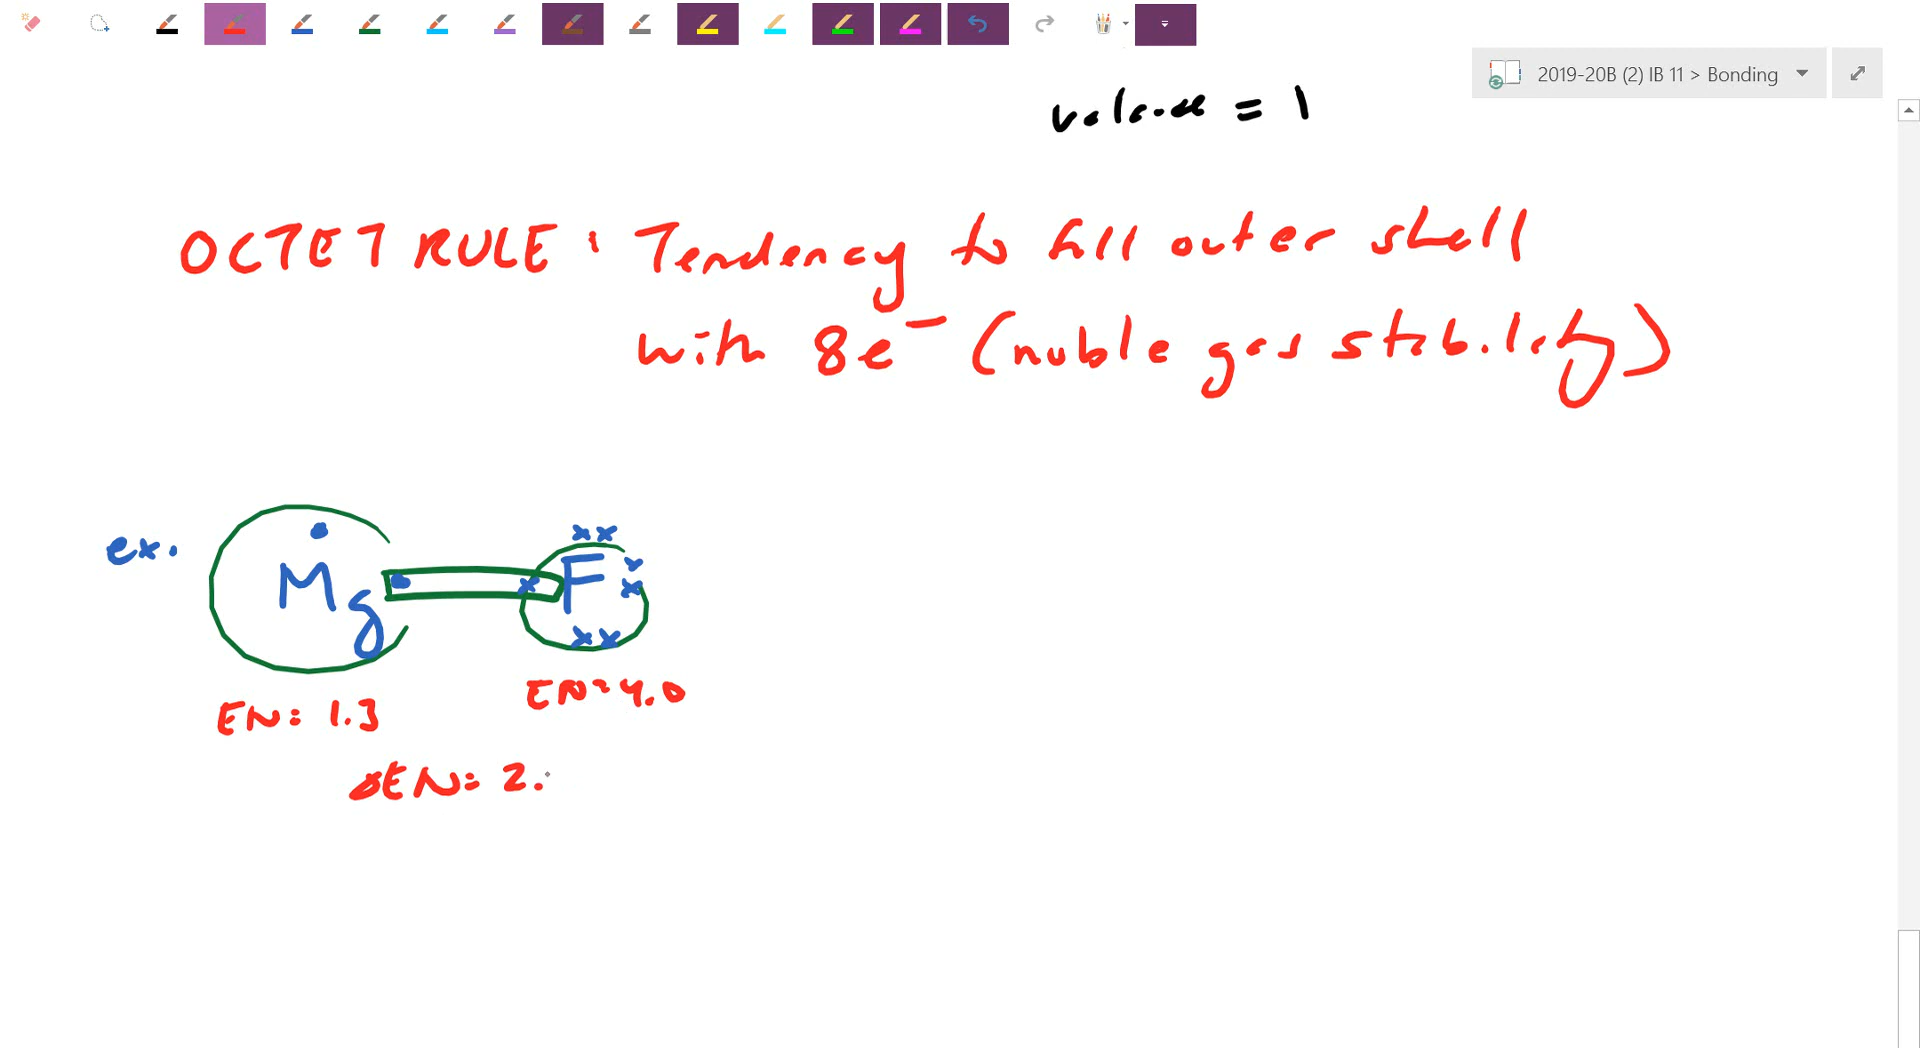 2019-20B (2) IB 11 > Bonding
valence = 1
OCTET RULE: Tendency to fill outer shell
with 8e⁻ (noble gas stability)
ex.
Mg
F
EN= 1.3
EN=4.0
ΔEN= 2.